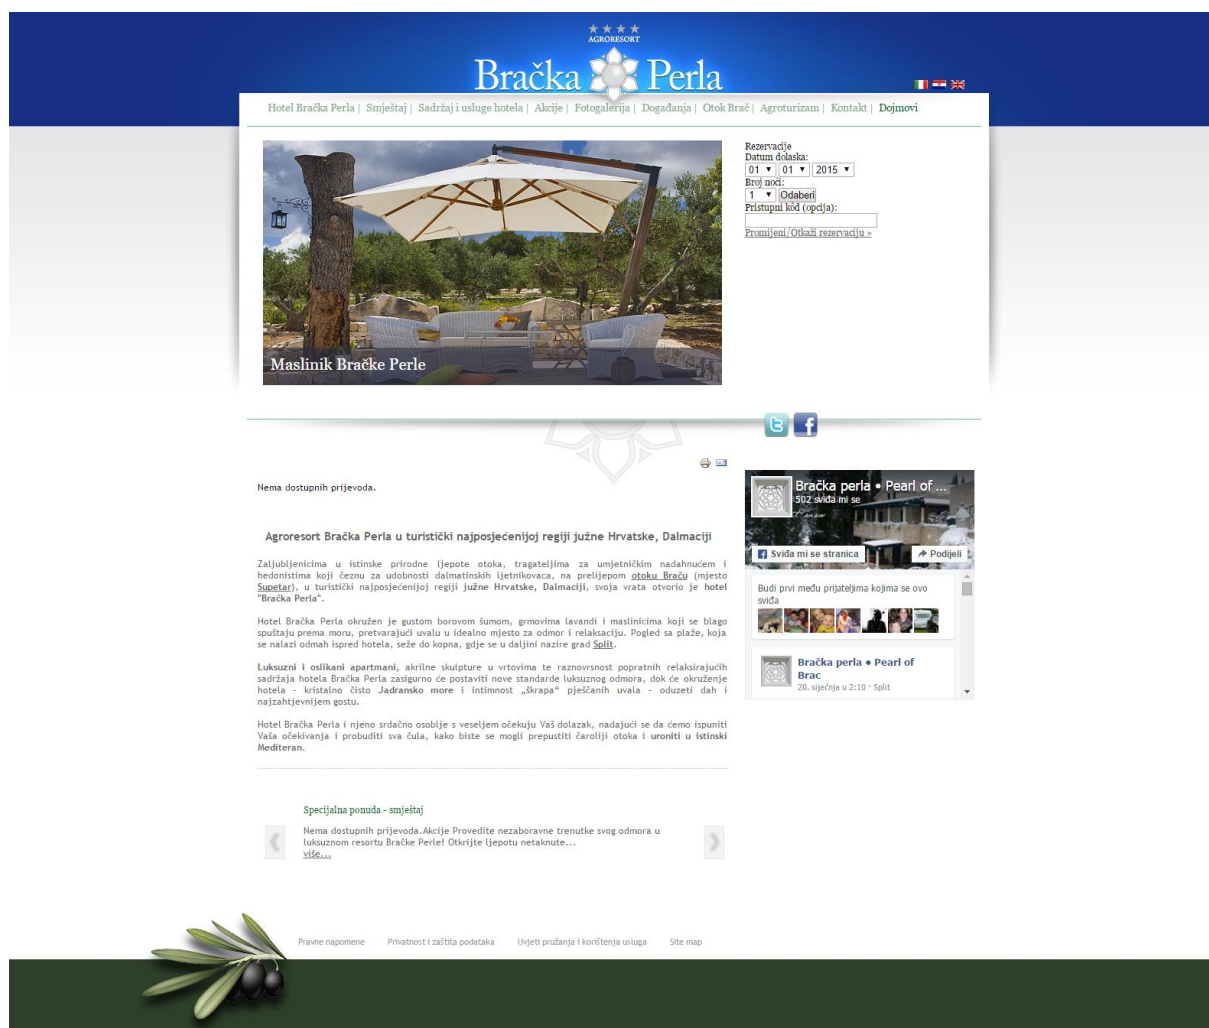 AGRORESORT
Bračka Perla
Hotel Bračka Perla | Smještaj | Sadržaj i usluge hotela | Akcije | Fotogalerija | Događanja | Otok Brač | Agroturizam | Kontakt | Dojmovi
Rezervacije
Datum dolaska:
01 01 2015
Broj noći:
1 Odaberi
Pristupni kôd (opcija):
Promijeni/Otkaži rezervaciju »
Maslinik Bračke Perle
Nema dostupnih prijevoda.
Agroresort Bračka Perla u turistički najposjećenijoj regiji južne Hrvatske, Dalmaciji
Zaljubljenicima u istinske prirodne ljepote otoka, tragateljima za umjetničkim nadahnućem i
hedonistima koji čeznu za udobnosti dalmatinskih ljetnikovaca, na prelijepom otoku Braču (mjesto
Supetar), u turistički najposjećenijoj regiji južne Hrvatske, Dalmaciji, svoja vrata otvorio je hotel
"Bračka Perla".
Hotel Bračka Perla okružen je gustom borovom šumom, grmovima lavandi i maslinicima koji se blago
spuštaju prema moru, pretvarajući uvalu u idealno mjesto za odmor i relaksaciju. Pogled sa plaže, koja
se nalazi odmah ispred hotela, seže do kopna, gdje se u daljini nazire grad Split.
Luksuzni i oslikani apartmani, akrilne skulpture u vrtovima te raznovrsnost popratnih relaksirajućih
sadržaja hotela Bračka Perla zasigurno će postaviti nove standarde luksuznog odmora, dok će okruženje
hotela – kristalno čisto Jadransko more i intimnost „škrapa“ pješčanih uvala – oduzeti dah i
najzahtjevnijem gostu.
Hotel Bračka Perla i njeno srdačno osoblje s veseljem očekuju Vaš dolazak, nadajući se da ćemo ispuniti
Vaša očekivanja i probuditi sva čula, kako biste se mogli prepustiti čaroliji otoka i uroniti u istinski
Mediteran.
Bračka perla • Pearl of ...
502 sviđa mi se
Sviđa mi se stranica
Podijeli
Budi prvi među prijateljima kojima se ovo
sviđa
Bračka perla • Pearl of
Brac
20. siječnja u 2:10 · Split
Specijalna ponuda - smještaj
Nema dostupnih prijevoda.Akcije Provedite nezaboravne trenutke svog odmora u
luksuznom resortu Bračke Perle! Otkrijte ljepotu netaknute...
više...
Pravne napomene Privatnost i zaštita podataka Uvjeti pružanja i korištenja usluga Site map